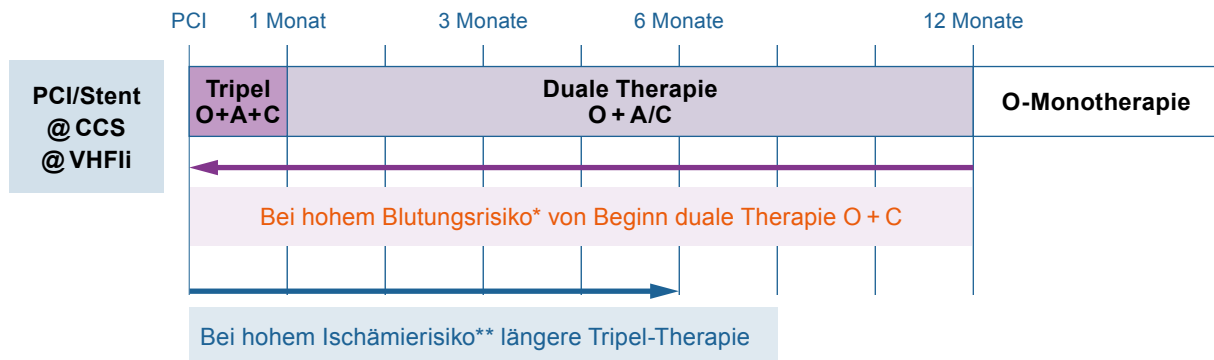 PCI 1 Monat 3 Monate 6 Monate 12 Monate
PCI/Stent
@ CCS
@ VHFli
Tripel
O+A+C
Duale Therapie
O + A/C
O-Monotherapie
Bei hohem Blutungsrisiko* von Beginn duale Therapie O + C
Bei hohem Ischämierisiko** längere Tripel-Therapie